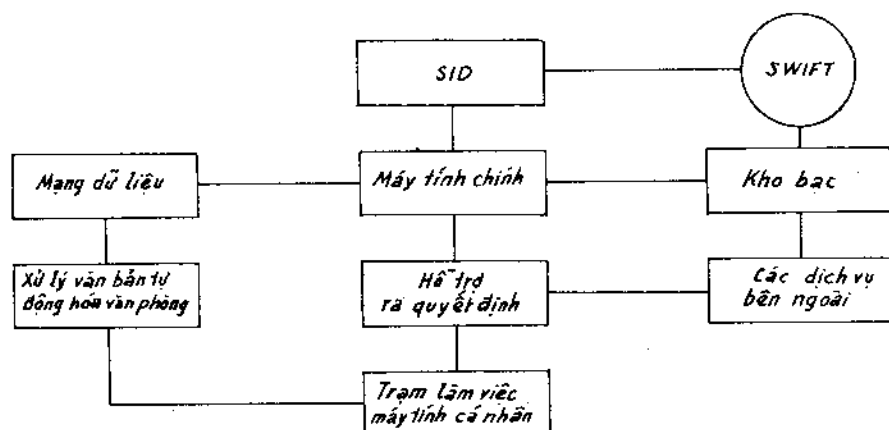 SID
SWIFT
Mạng dữ liệu
Máy tính chính
Kho bạc
Xử lý văn bản tự
động hóa văn phòng
Hỗ trợ
ra quyết định
Các dịch vụ
bên ngoài
Trạm làm việc
máy tính cá nhân